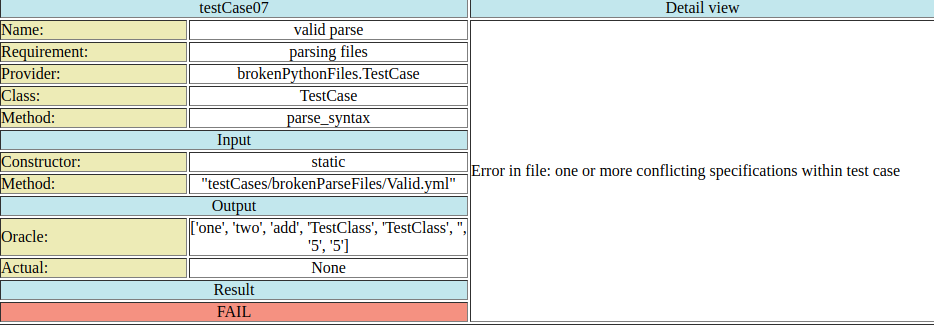 testCase07
Detail view
Name:
valid parse
Requirement:
parsing files
Provider:
brokenPythonFiles.TestCase
Class:
TestCase
Method:
parse_syntax
Input
Constructor:
static
Method:
"testCases/brokenParseFiles/Valid.yml"
Output
Oracle:
['one', 'two', 'add', 'TestClass', 'TestClass', '',
'5', '5']
Actual:
None
Result
FAIL
Error in file: one or more conflicting specifications within test case